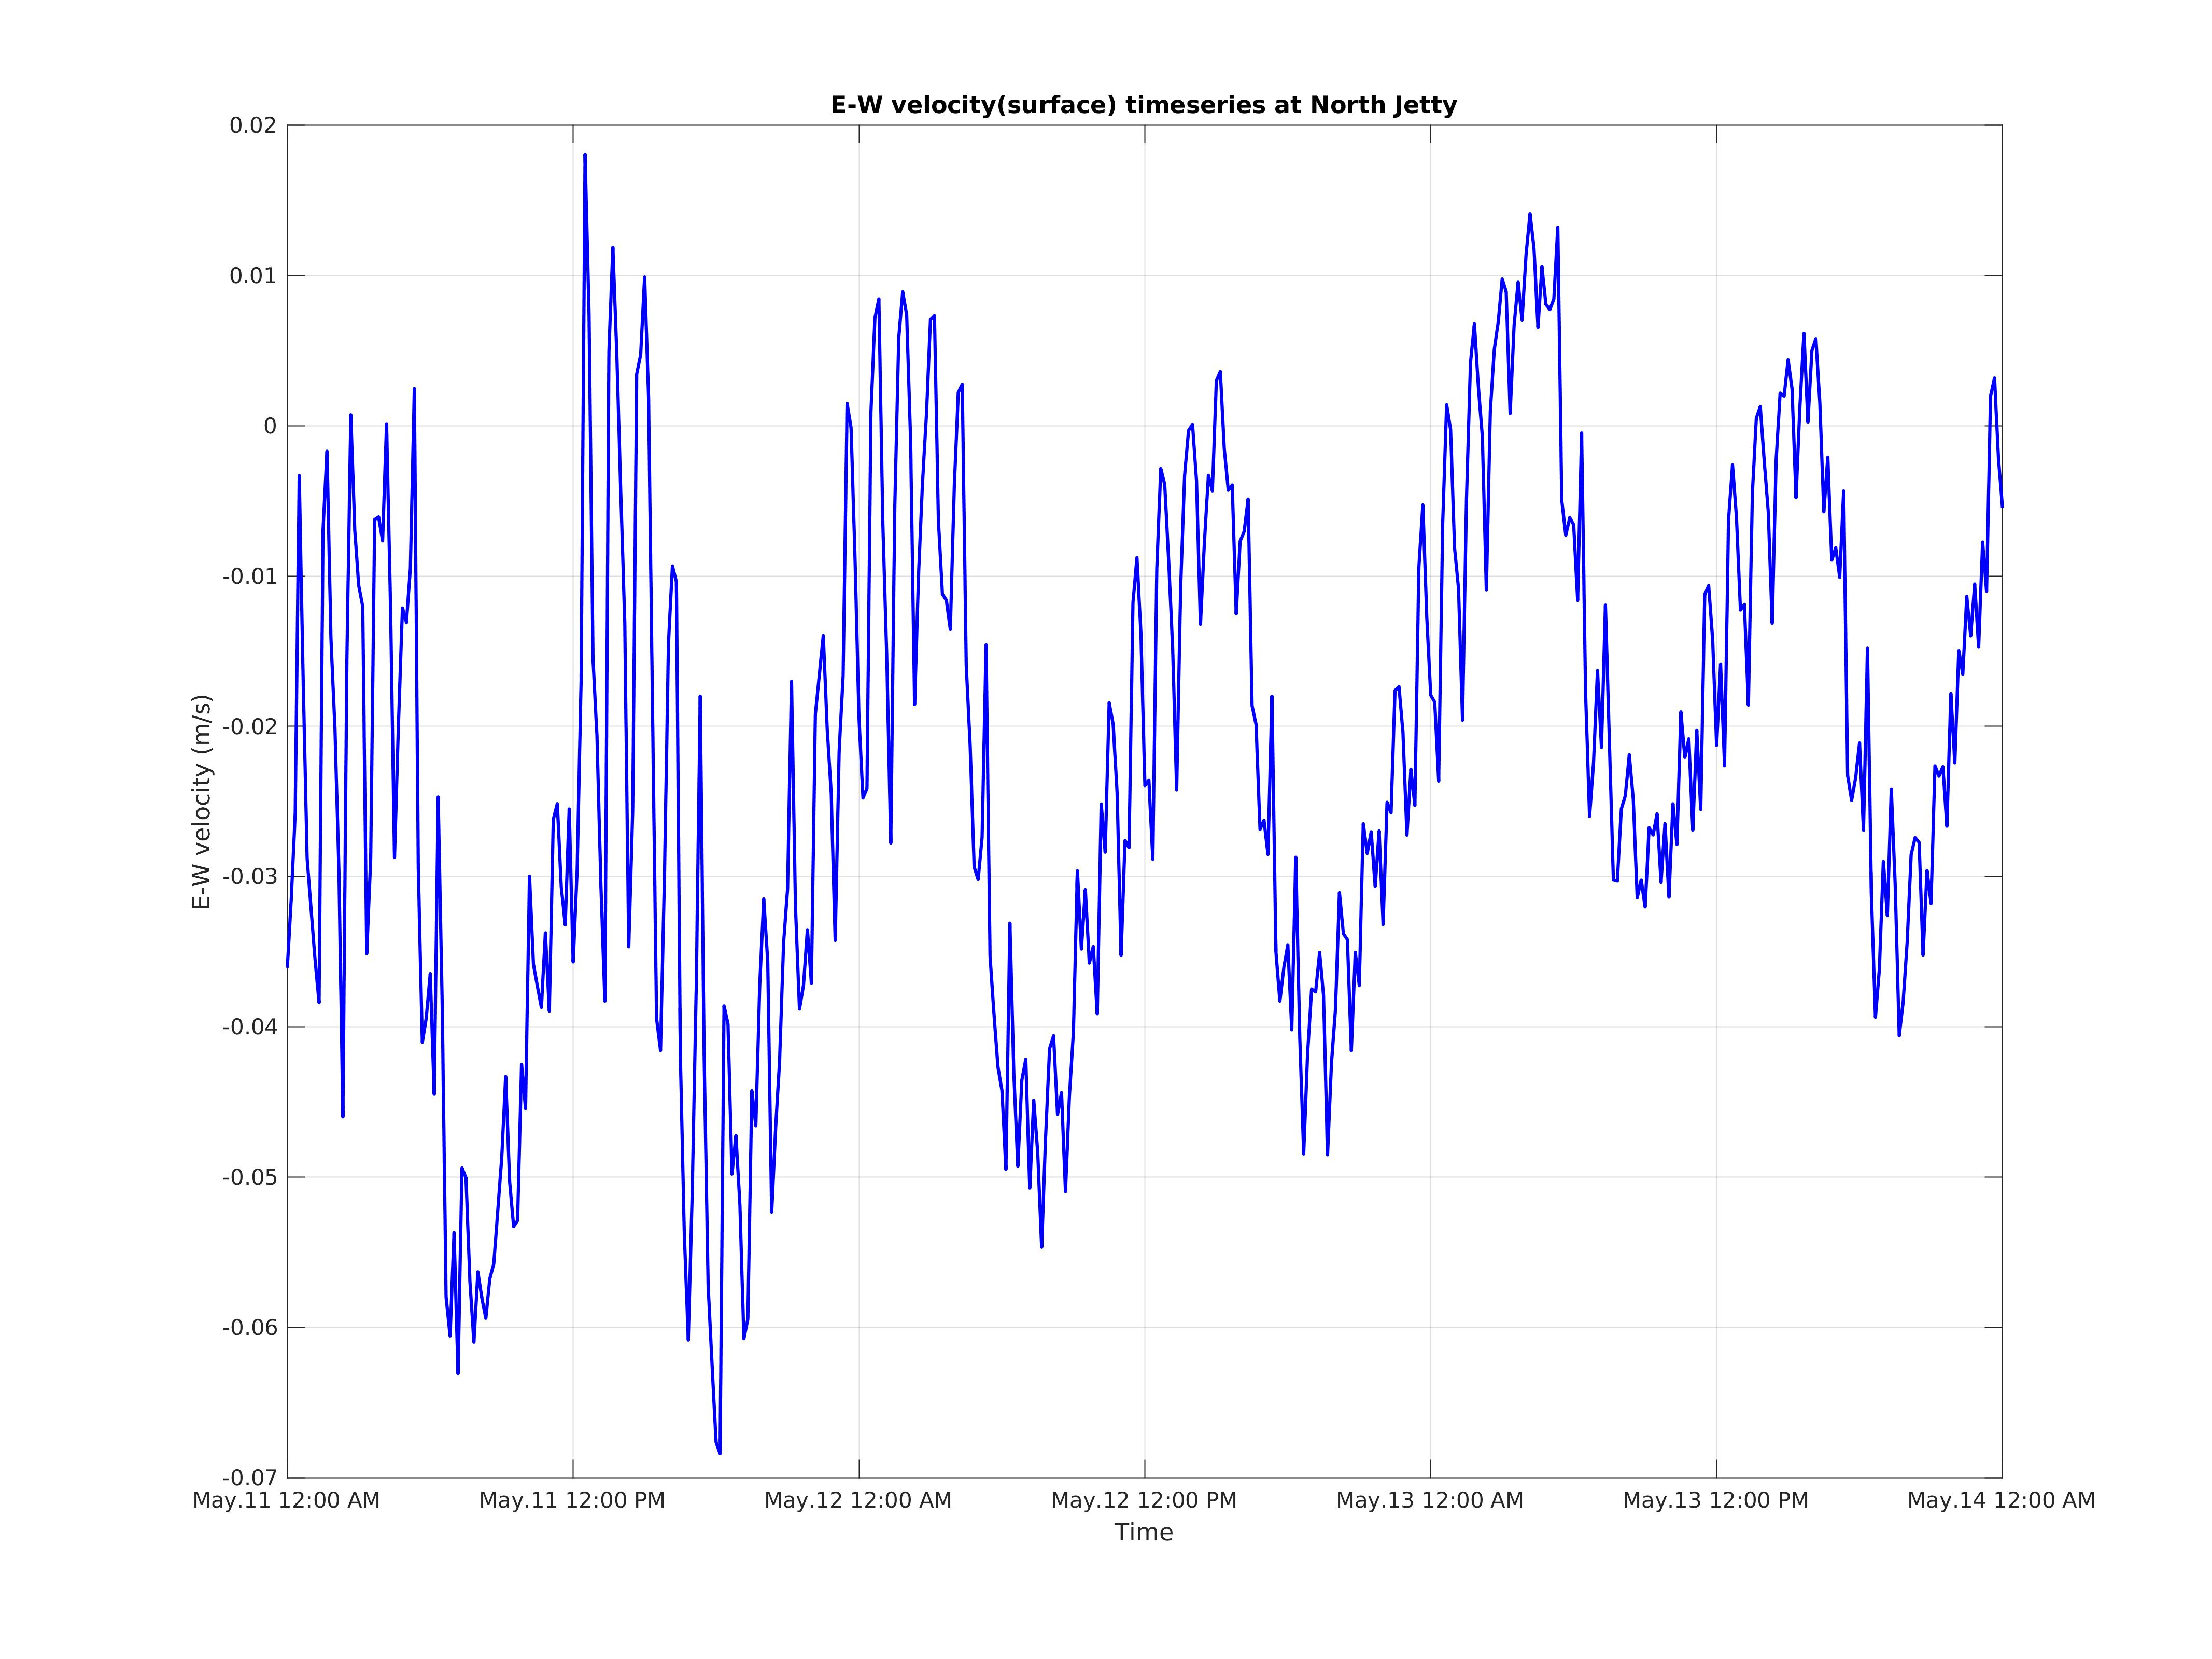 E-W velocity(surface) timeseries at North Jetty
0.02
0.01
0
-0.01
-0.02
-0.03
-0.04
-0.05
-0.06
-0.07
E-W velocity (m/s)
May.11 12:00 AM May.11 12:00 PM May.12 12:00 AM May.12 12:00 PM May.13 12:00 AM May.13 12:00 PM May.14 12:00 AM
Time